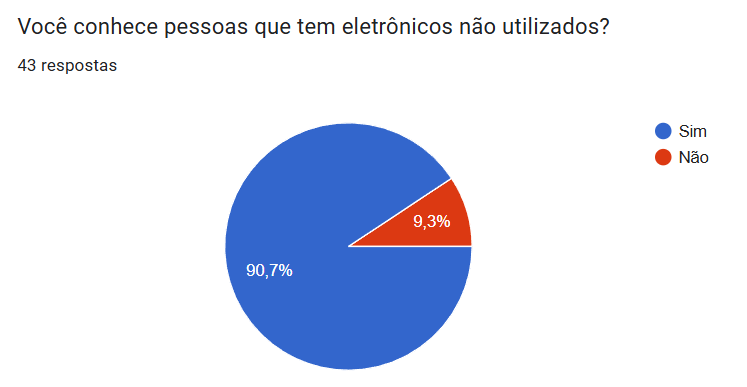 Você conhece pessoas que tem eletrônicos não utilizados?
43 respostas
Sim
Não
9,3%
90,7%